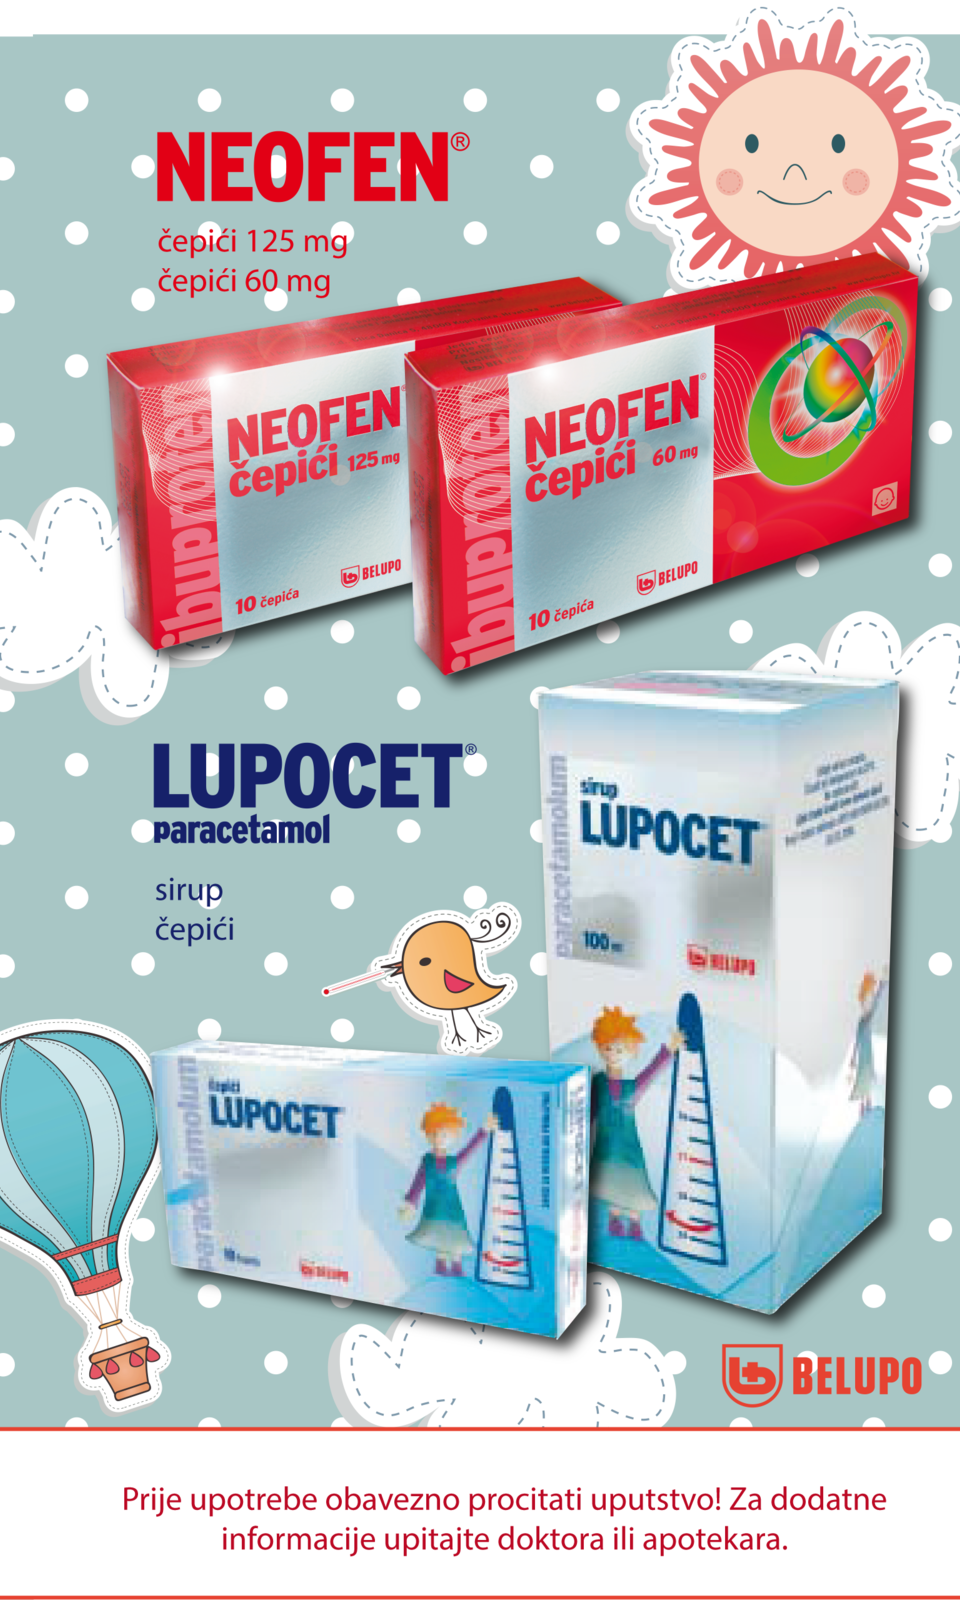 NEOFEN®
čepići 125 mg
čepići 60 mg
ibuprofen
NEOFEN
čepići 125 mg
10 čepića
BELUPO
ibuprofen
NEOFEN®
čepići 60 mg
10 čepića
BELUPO
LUPOCET®
paracetamol
sirup
čepići
paracetamolum
sirup
LUPOCET
100 ml
BELUPO
paracetamolum
čepići
LUPOCET
10
BELUPO
BELUPO
Prije upotrebe obavezno procitati uputstvo! Za dodatne
informacije upitajte doktora ili apotekara.